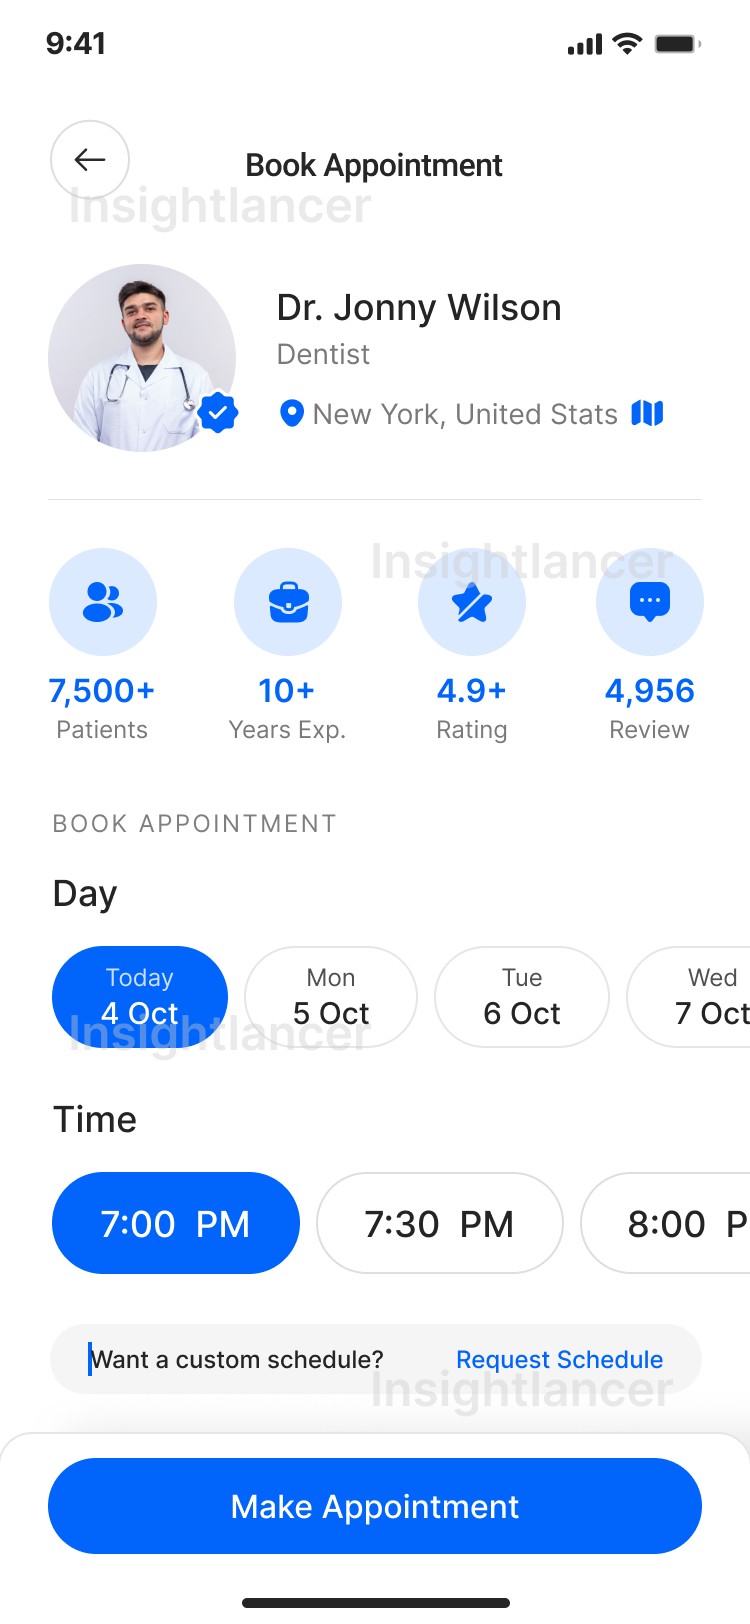 9:41
Book Appointment
Insightlancer
Dr. Jonny Wilson
Dentist
New York, United Stats
Insightlancer
7,500+ 10+ 4.9+ 4,956
Patients Years Exp. Rating Review
BOOK APPOINTMENT
Day
Today Mon Tue Wed
4 Oct 5 Oct 6 Oct 7 Oct
Insightlancer
Time
7:00 PM 7:30 PM 8:00 P
Want a custom schedule? Request Schedule
Insightlancer
Make Appointment